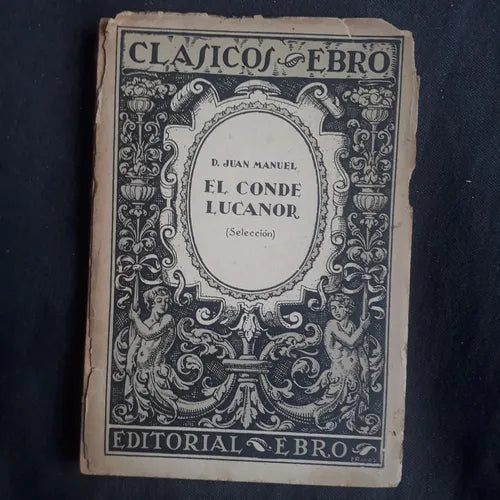 CLASICOS EBRO
D. JUAN MANUEL
EL CONDE
LUCANOR
(Selección)
EDITORIAL EBRO